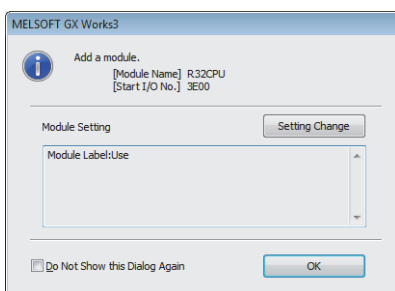 MELSOFT GX Works3
Add a module.
[Module Name] R32CPU
[Start I/O No.] 3E00
Module Setting
Setting Change
Module Label:Use
Do Not Show this Dialog Again
OK